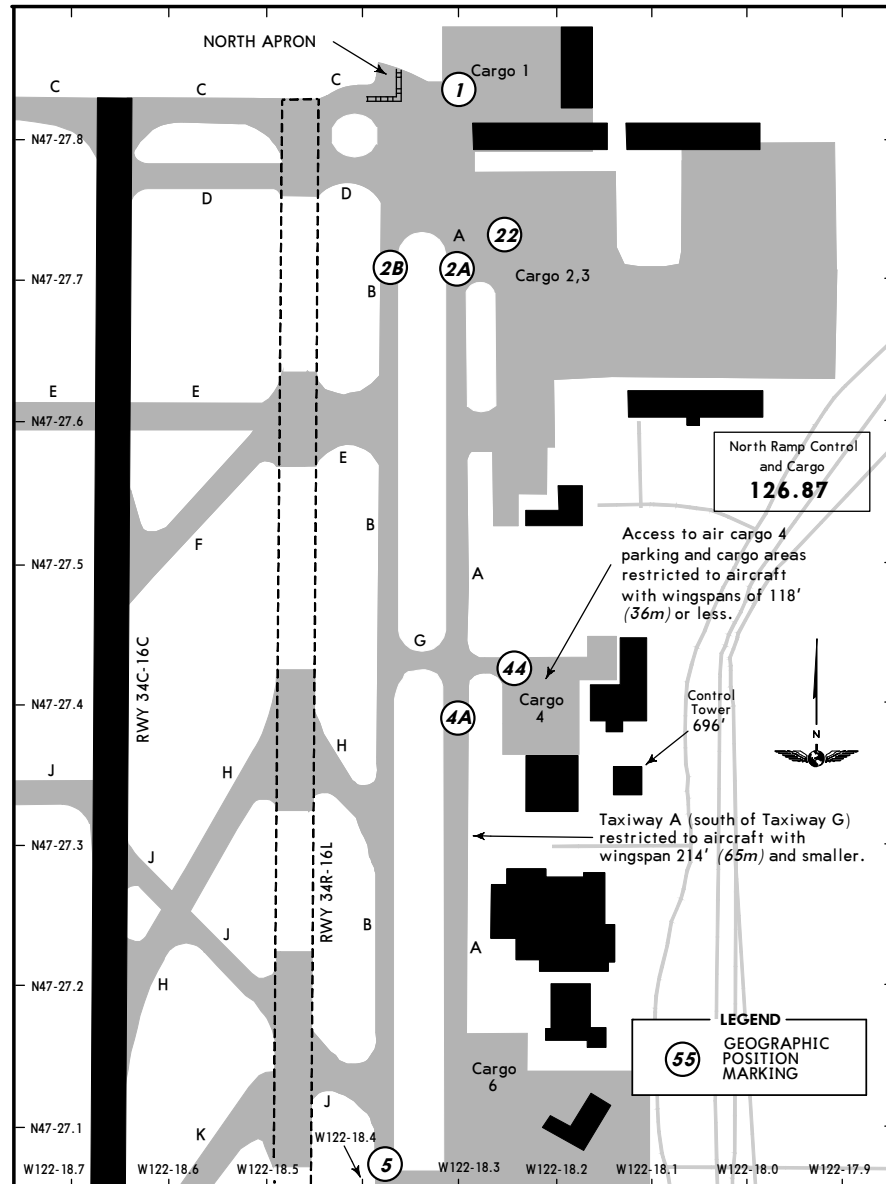 NORTH APRON
Cargo 1
1
C
C
C
N47-27.8
D
D
A
22
2B
2A
Cargo 2,3
N47-27.7
B
E
E
N47-27.6
E
North Ramp Control
and Cargo
126.87
B
F
Access to air cargo 4
parking and cargo areas
restricted to aircraft
with wingspans of 118'
(36m) or less.
N47-27.5
A
G
44
RWY 34C-16C
Cargo
4
4A
N47-27.4
Control
Tower
696'
N
H
H
J
Taxiway A (south of Taxiway G)
restricted to aircraft with
wingspan 214' (65m) and smaller.
N47-27.3
J
RWY 34R-16L
B
J
A
H
N47-27.2
LEGEND
55
GEOGRAPHIC
POSITION
MARKING
Cargo
6
J
K
N47-27.1
W122-18.4
5
W122-18.7
W122-18.6
W122-18.5
W122-18.3
W122-18.2
W122-18.1
W122-18.0
W122-17.9